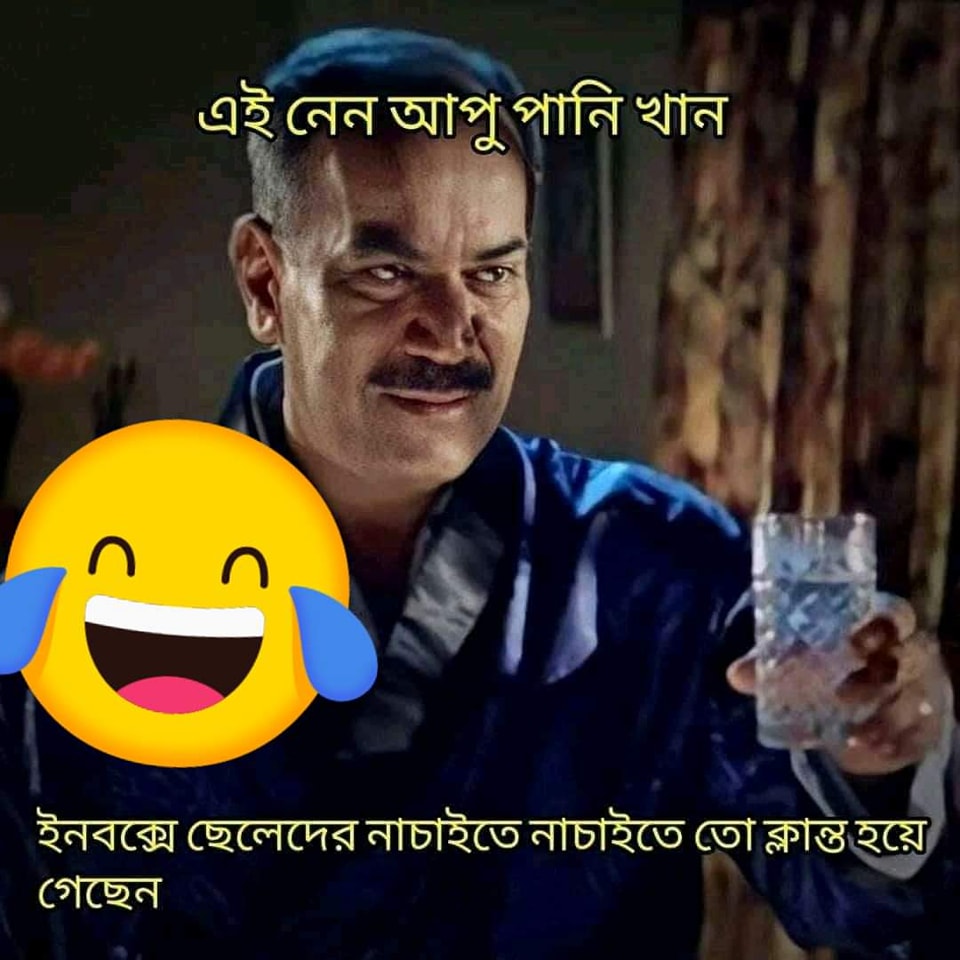 এই নেন আপু পানি খান
ইনবক্সে ছেলেদের নাচাইতে নাচাইতে তো ক্লান্ত হয়ে
গেছেন